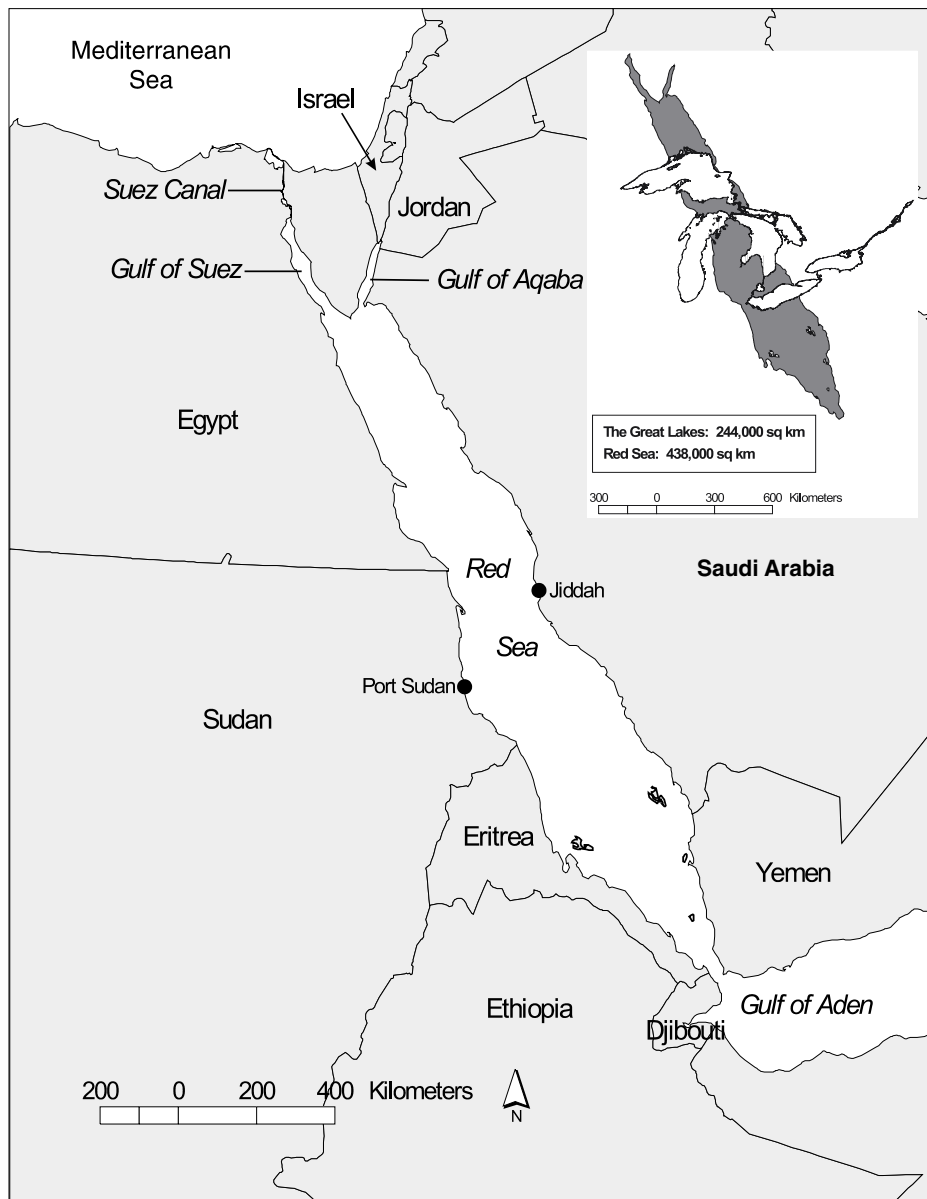 Mediterranean
Sea
Israel
Suez Canal
Jordan
Gulf of Suez
Gulf of Aqaba
Egypt
The Great Lakes: 244,000 sq km
Red Sea: 438,000 sq km
300 0 300 600 Kilometers
Red
Saudi Arabia
Jiddah
Sea
Port Sudan
Sudan
Eritrea
Yemen
Ethiopia
Gulf of Aden
Djibouti
200 0 200 400 Kilometers
N